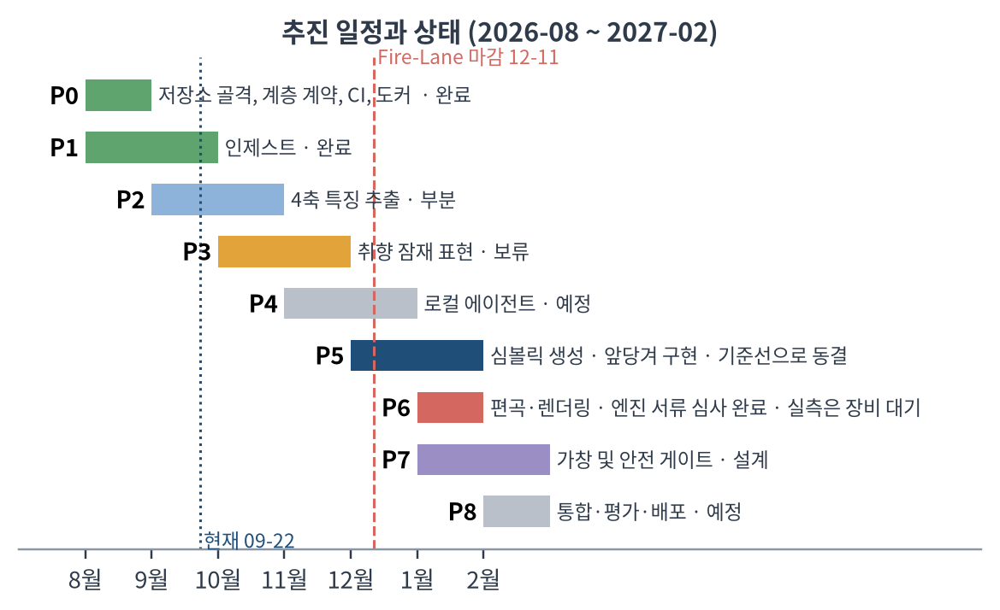 추진 일정과 상태 (2026-08 ~ 2027-02)
Fire-Lane 마감 12-11
P0 저장소 골격, 계층 계약, CI, 도커 · 완료
P1 인제스트 · 완료
P2 4축 특징 추출 · 부분
P3 취향 잠재 표현 · 보류
P4 로컬 에이전트 · 예정
P5 심볼릭 생성 · 앞당겨 구현 · 기준선으로 동결
P6 편곡·렌더링 · 엔진 서류 심사 완료 · 실측은 장비 대기
P7 가창 및 안전 게이트 · 설계
P8 통합·평가·배포 · 예정
현재 09-22
8월 9월 10월 11월 12월 1월 2월